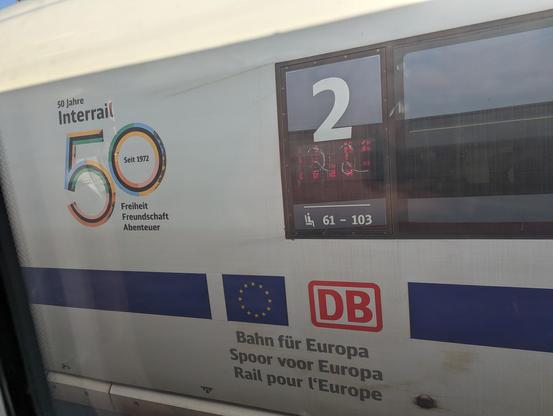 50 Jahre
Interrail
50
Seit 1972
Freiheit
Freundschaft
Abenteuer
2
61 – 103
DB
Bahn für Europa
Spoor voor Europa
Rail pour l'Europe